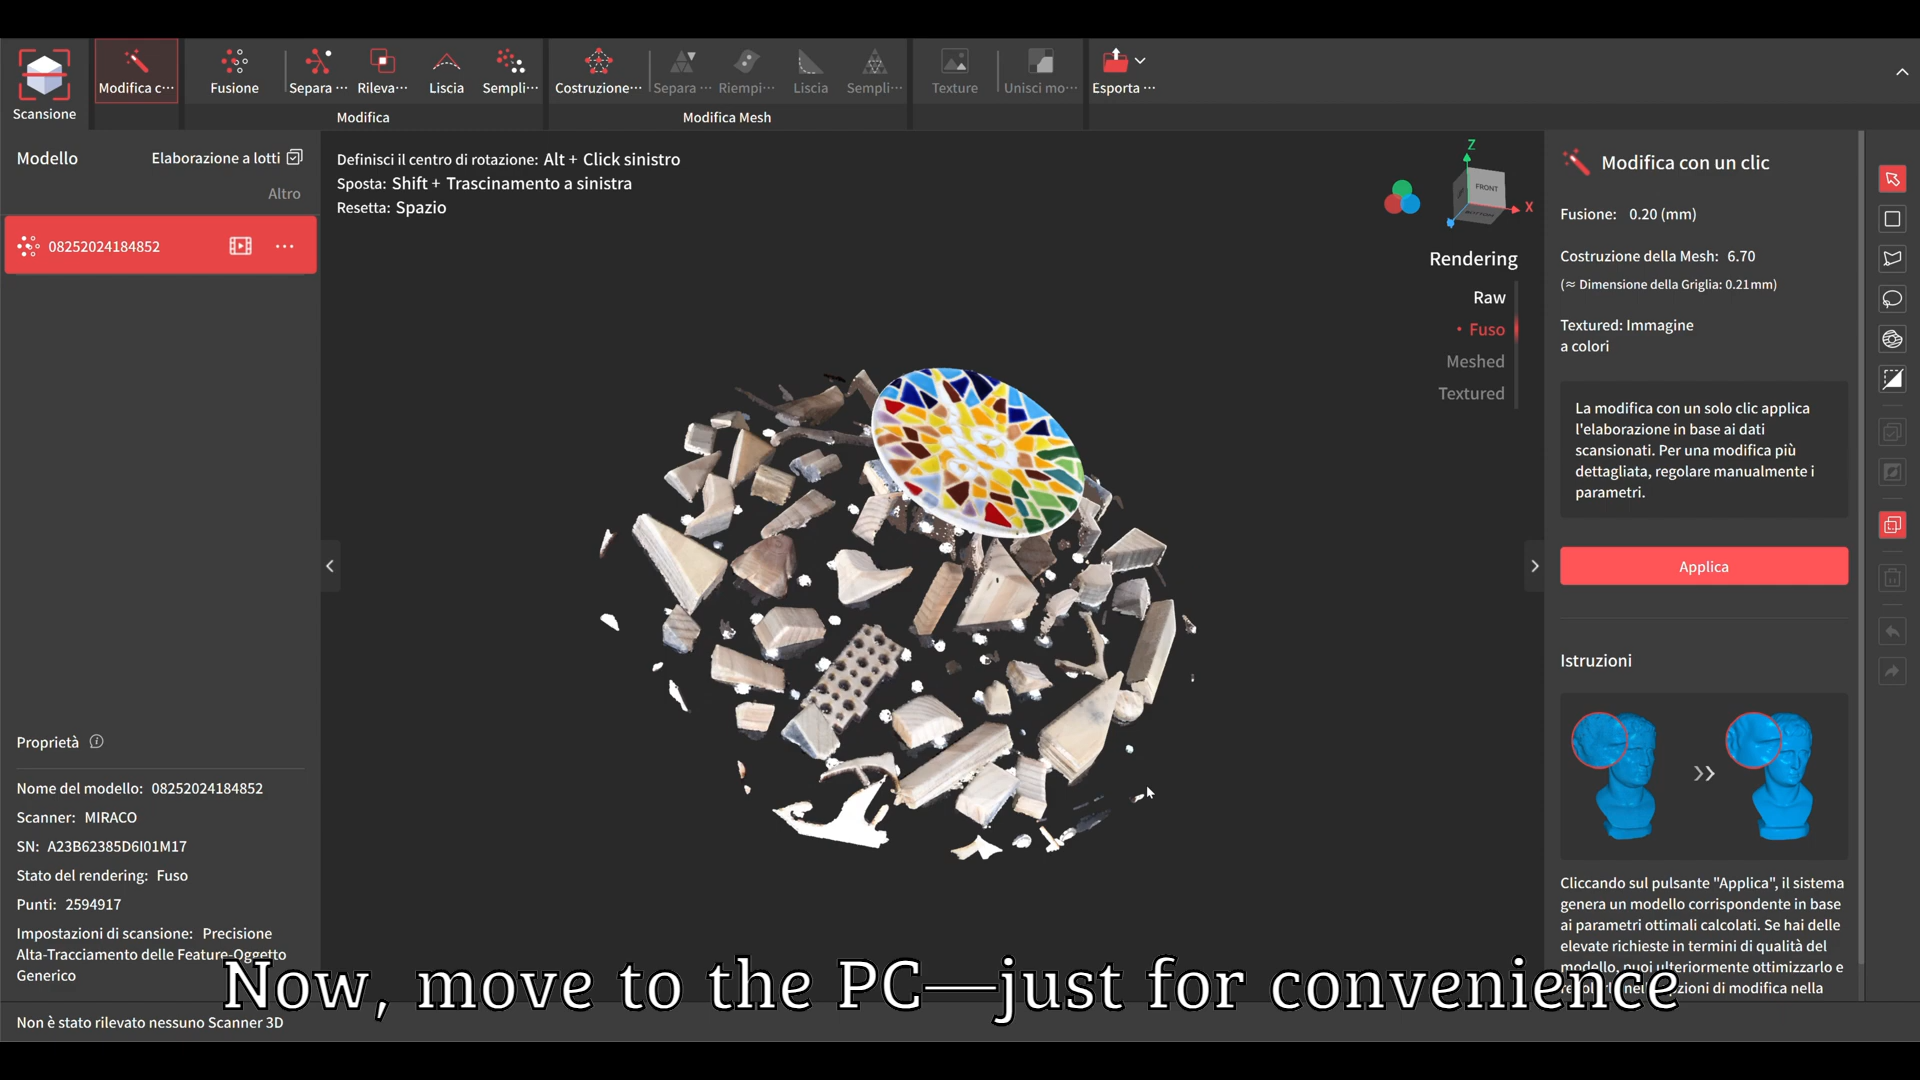 Scansione
Modifica c···
Fusione
Separa ···
Rileva···
Liscia
Sempli···
Modifica
Costruzione···
Separa ···
Riempi···
Liscia
Sempli···
Modifica Mesh
Texture
Unisci mo···
Esporta ···
Modello
Elaborazione a lotti
Altro
08252024184852
Definisci il centro di rotazione: Alt + Click sinistro
Sposta: Shift + Trascinamento a sinistra
Resetta: Spazio
Z
FRONT
X
Rendering
Raw
• Fuso
Meshed
Textured
Modifica con un clic
Fusione: 0.20 (mm)
Costruzione della Mesh: 6.70
(≈ Dimensione della Griglia: 0.21mm)
Textured: Immagine
a colori
La modifica con un solo clic applica
l'elaborazione in base ai dati
scansionati. Per una modifica più
dettagliata, regolare manualmente i
parametri.
Applica
Istruzioni
Cliccando sul pulsante "Applica", il sistema
genera un modello corrispondente in base
ai parametri ottimali calcolati. Se hai delle
elevate richieste in termini di qualità del
modello, puoi ulteriormente ottimizzarlo e
opzioni di modifica nella
Proprietà
Nome del modello: 08252024184852
Scanner: MIRACO
SN: A23B62385D6I01M17
Stato del rendering: Fuso
Punti: 2594917
Impostazioni di scansione: Precisione
Alta-Tracciamento delle Feature-Oggetto
Generico
Now, move to the PC—just for convenience
Non è stato rilevato nessuno Scanner 3D